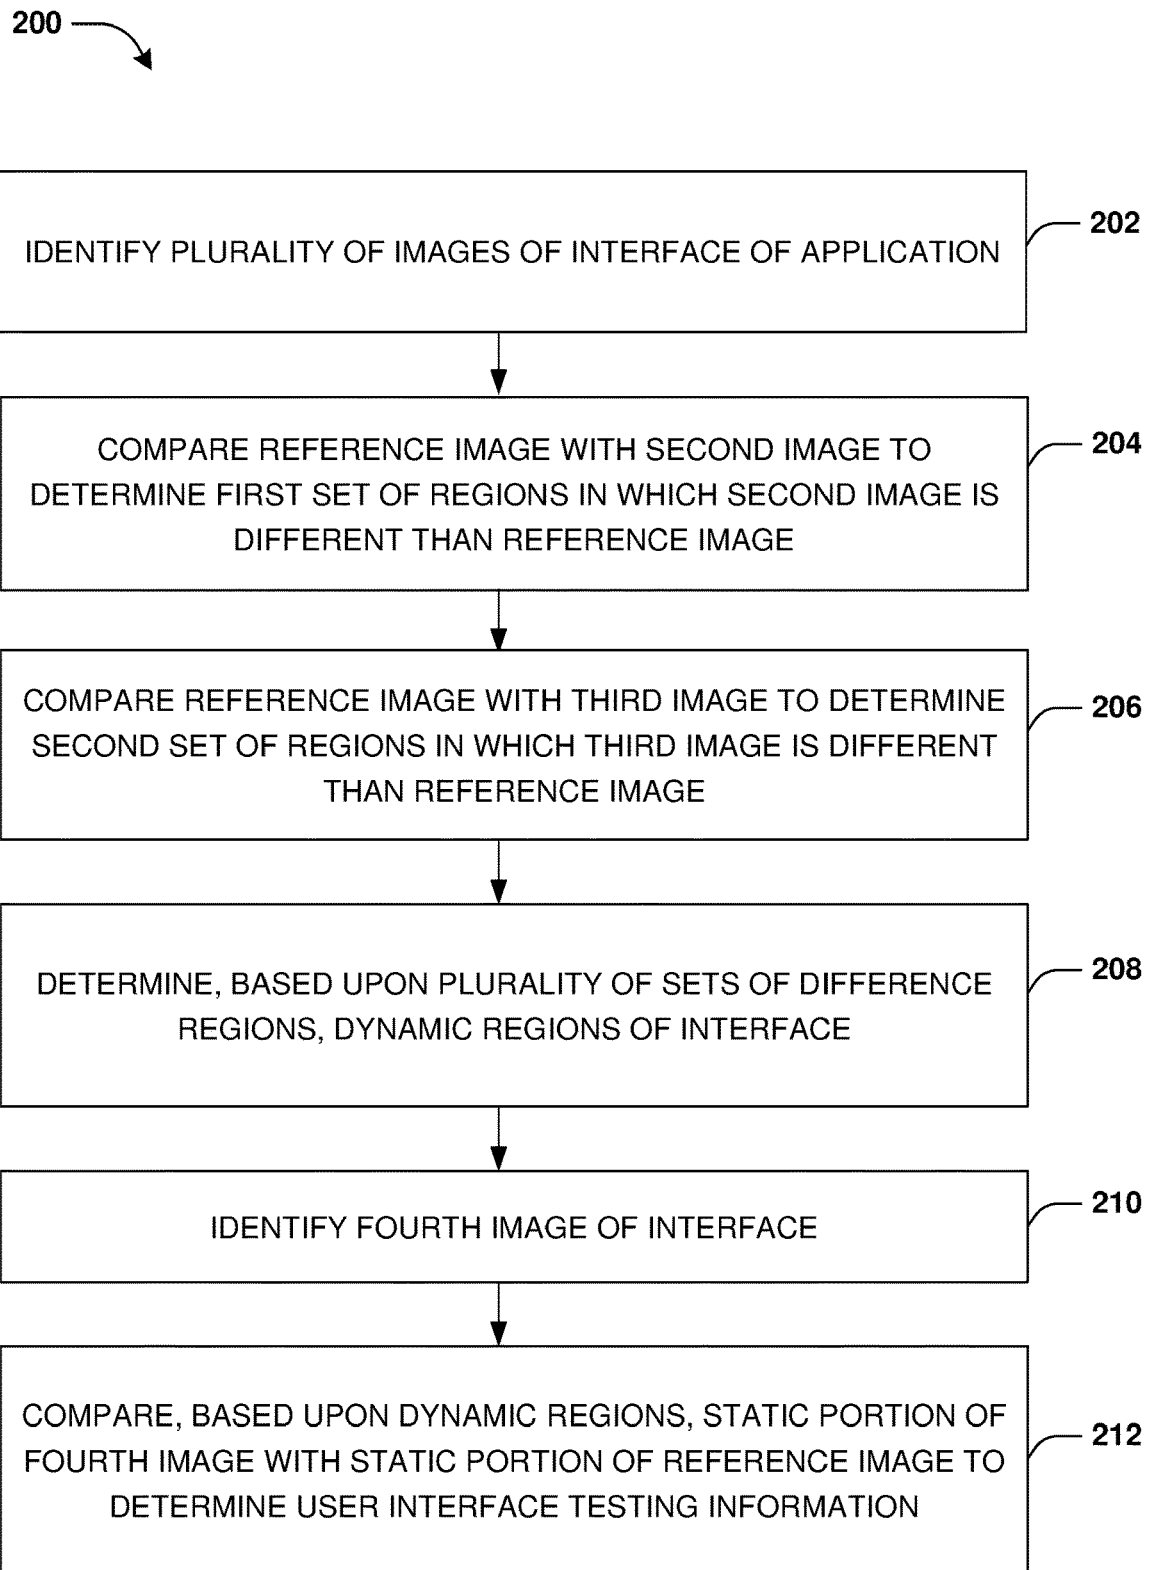 200
IDENTIFY PLURALITY OF IMAGES OF INTERFACE OF APPLICATION
202
COMPARE REFERENCE IMAGE WITH SECOND IMAGE TO
DETERMINE FIRST SET OF REGIONS IN WHICH SECOND IMAGE IS
DIFFERENT THAN REFERENCE IMAGE
204
COMPARE REFERENCE IMAGE WITH THIRD IMAGE TO DETERMINE
SECOND SET OF REGIONS IN WHICH THIRD IMAGE IS DIFFERENT
THAN REFERENCE IMAGE
206
DETERMINE, BASED UPON PLURALITY OF SETS OF DIFFERENCE
REGIONS, DYNAMIC REGIONS OF INTERFACE
208
IDENTIFY FOURTH IMAGE OF INTERFACE
210
COMPARE, BASED UPON DYNAMIC REGIONS, STATIC PORTION OF
FOURTH IMAGE WITH STATIC PORTION OF REFERENCE IMAGE TO
DETERMINE USER INTERFACE TESTING INFORMATION
212